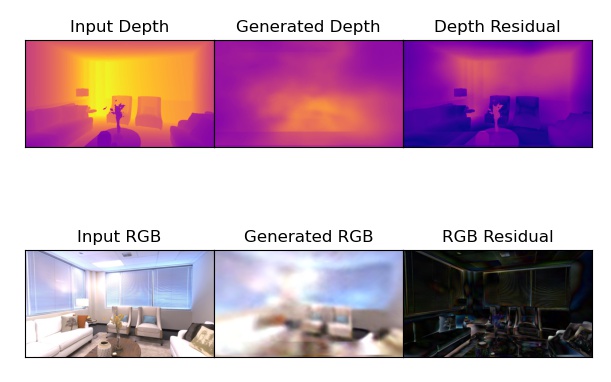 Input Depth
Generated Depth
Depth Residual
Input RGB
Generated RGB
RGB Residual